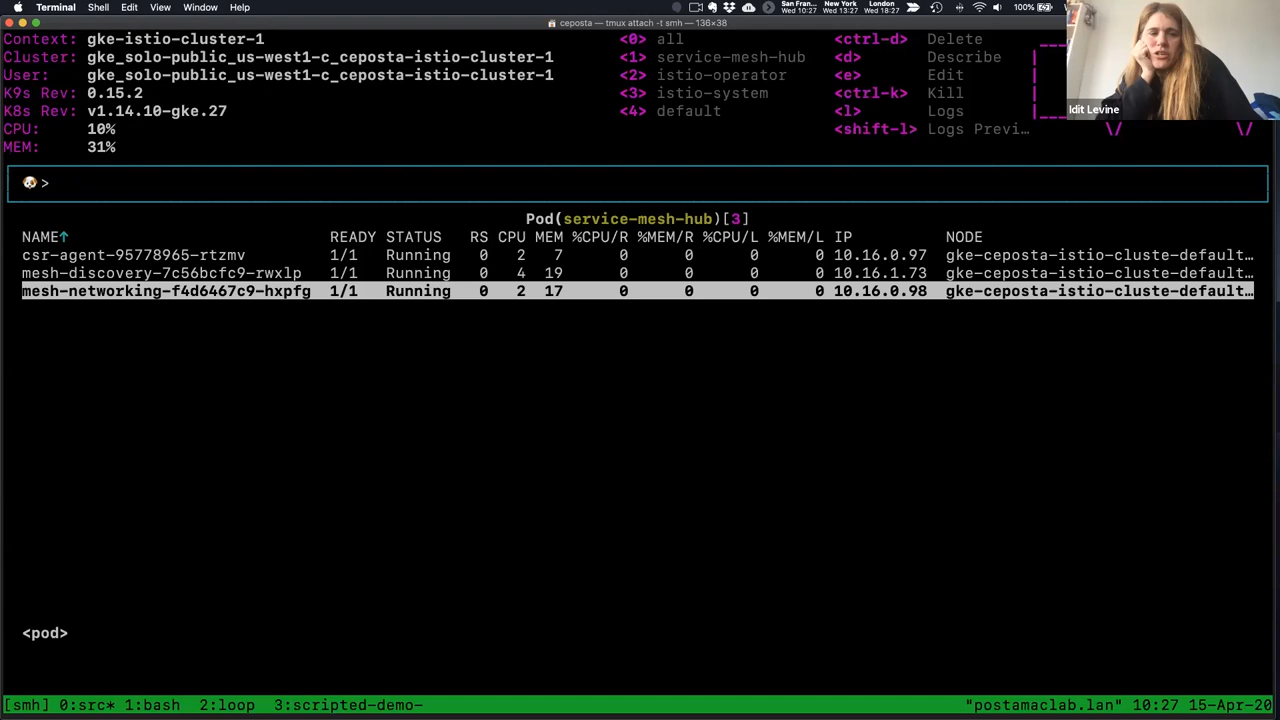 Terminal Shell Edit View Window Help San Fran… Wed 10:27 New York Wed 13:27 London Wed 18:27 100%
ceposta — tmux attach -t smh — 136×38
Context: gke-istio-cluster-1 <0> all <ctrl-d> Delete
Cluster: gke_solo-public_us-west1-c_ceposta-istio-cluster-1 <1> service-mesh-hub <d> Describe
User: gke_solo-public_us-west1-c_ceposta-istio-cluster-1 <2> istio-operator <e> Edit
K9s Rev: 0.15.2 <3> istio-system <ctrl-k> Kill
K8s Rev: v1.14.10-gke.27 <4> default <l> Logs
CPU: 10% <shift-l> Logs Previ…
MEM: 31%
Idit Levine
>
Pod(service-mesh-hub)[3]
NAME↑ READY STATUS RS CPU MEM %CPU/R %MEM/R %CPU/L %MEM/L IP NODE
csr-agent-95778965-rtzmv 1/1 Running 0 2 7 0 0 0 0 10.16.0.97 gke-ceposta-istio-cluste-default…
mesh-discovery-7c56bcfc9-rwxlp 1/1 Running 0 4 19 0 0 0 0 10.16.1.73 gke-ceposta-istio-cluste-default…
mesh-networking-f4d6467c9-hxpfg 1/1 Running 0 2 17 0 0 0 0 10.16.0.98 gke-ceposta-istio-cluste-default…
<pod>
[smh] 0:src* 1:bash 2:loop 3:scripted-demo- "postamaclab.lan" 10:27 15-Apr-20